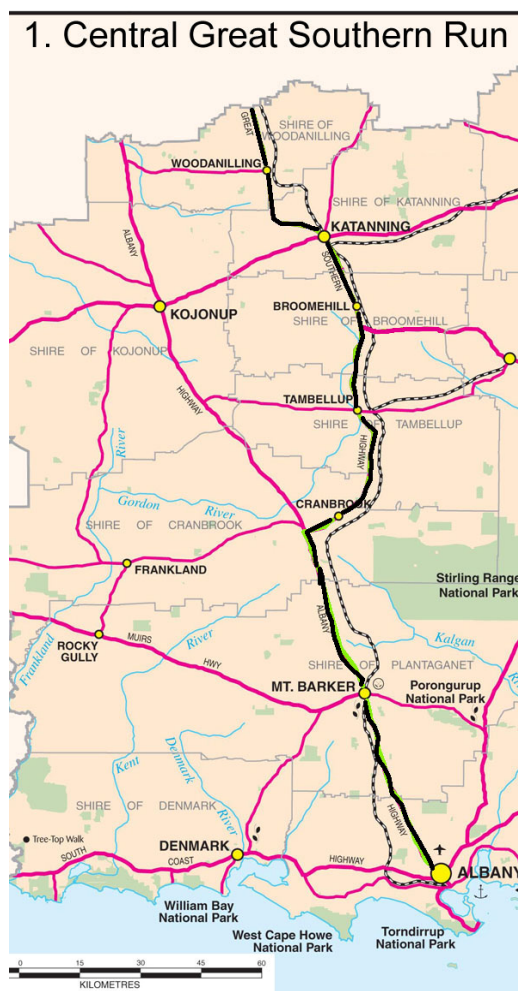 1. Central Great Southern Run
GREAT
SHIRE OF
WOODANILLING
WOODANILLING
SHIRE OF KATANNING
KATANNING
ALBANY
SOUTHERN
BROOMEHILL
KOJONUP
SHIRE OF BROOMEHILL
SHIRE OF KOJONUP
HIGHWAY
TAMBELLUP
SHIRE TAMBELLUP
HIGHWAY
River
CRANBROOK
Gordon River
SHIRE OF CRANBROOK
FRANKLAND
Stirling Range
National Park
ALBANY
MUIRS
River
Kalgan
ROCKY
GULLY
Frankland
HWY
SHIRE OF PLANTAGANET
MT. BARKER
Porongurup
National Park
Kent
Denmark
River
SHIRE OF DENMARK
HIGHWAY
Tree-Top Walk
DENMARK
SOUTH
COAST
HIGHWAY
ALBANY
William Bay
National Park
West Cape Howe
National Park
Torndirrup
National Park
0 15 30 45 60
KILOMETRES